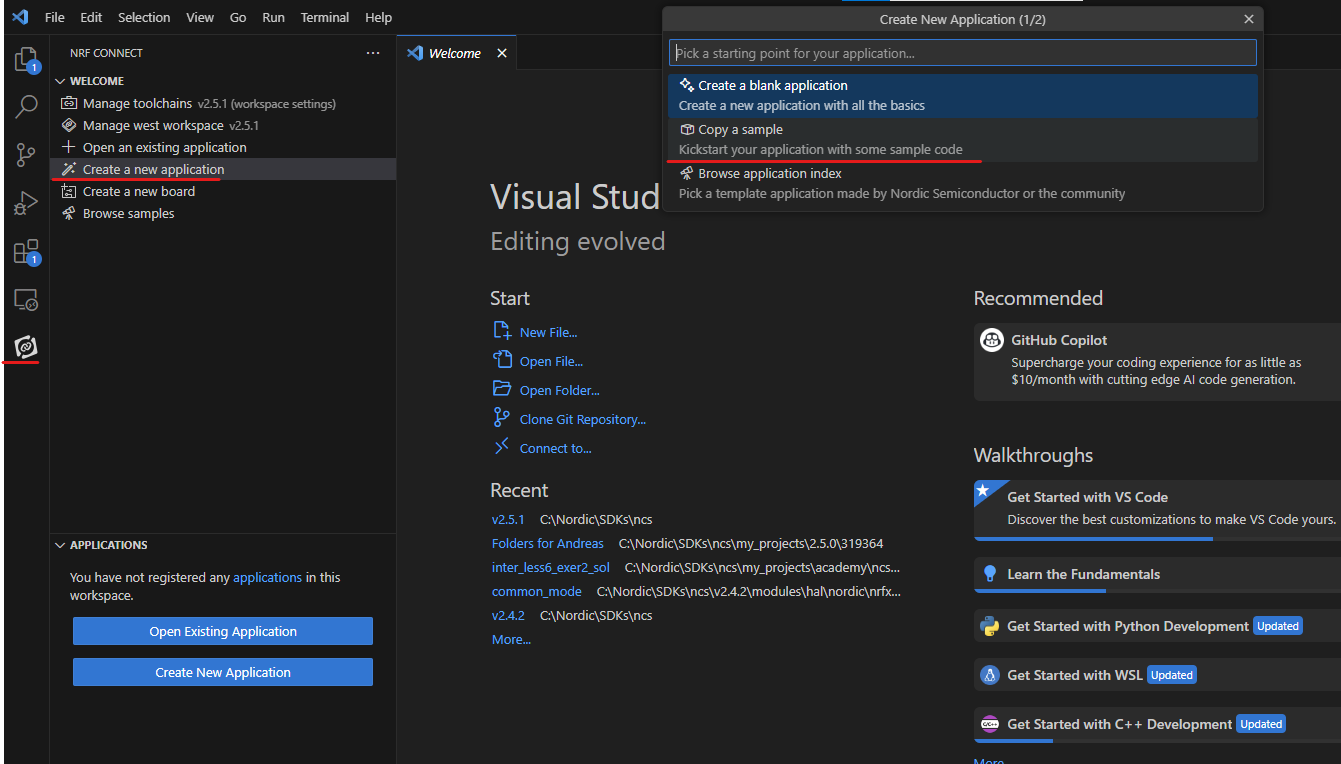 File Edit Selection View Go Run Terminal Help
Create New Application (1/2)
Pick a starting point for your application...
Create a blank application
Create a new application with all the basics
Copy a sample
Kickstart your application with some sample code
Browse application index
Pick a template application made by Nordic Semiconductor or the community
1
1
NRF CONNECT
WELCOME
Manage toolchains v2.5.1 (workspace settings)
Manage west workspace v2.5.1
Open an existing application
Create a new application
Create a new board
Browse samples
APPLICATIONS
You have not registered any applications in this
workspace.
Open Existing Application
Create New Application
Welcome
Visual Stud
Editing evolved
Start
New File...
Open File...
Open Folder...
Clone Git Repository...
Connect to...
Recent
v2.5.1 C:\Nordic\SDKs\ncs
Folders for Andreas C:\Nordic\SDKs\ncs\my_projects\2.5.0\319364
inter_less6_exer2_sol C:\Nordic\SDKs\ncs\my_projects\academy\ncs...
common_mode C:\Nordic\SDKs\ncs\v2.4.2\modules\hal\nordic\nrfx...
v2.4.2 C:\Nordic\SDKs\ncs
More...
Recommended
GitHub Copilot
Supercharge your coding experience for as little as
$10/month with cutting edge AI code generation.
Walkthroughs
Get Started with VS Code
Discover the best customizations to make VS Code yours.
Learn the Fundamentals
Get Started with Python Development Updated
Get Started with WSL Updated
C/C++ Get Started with C++ Development Updated
More...